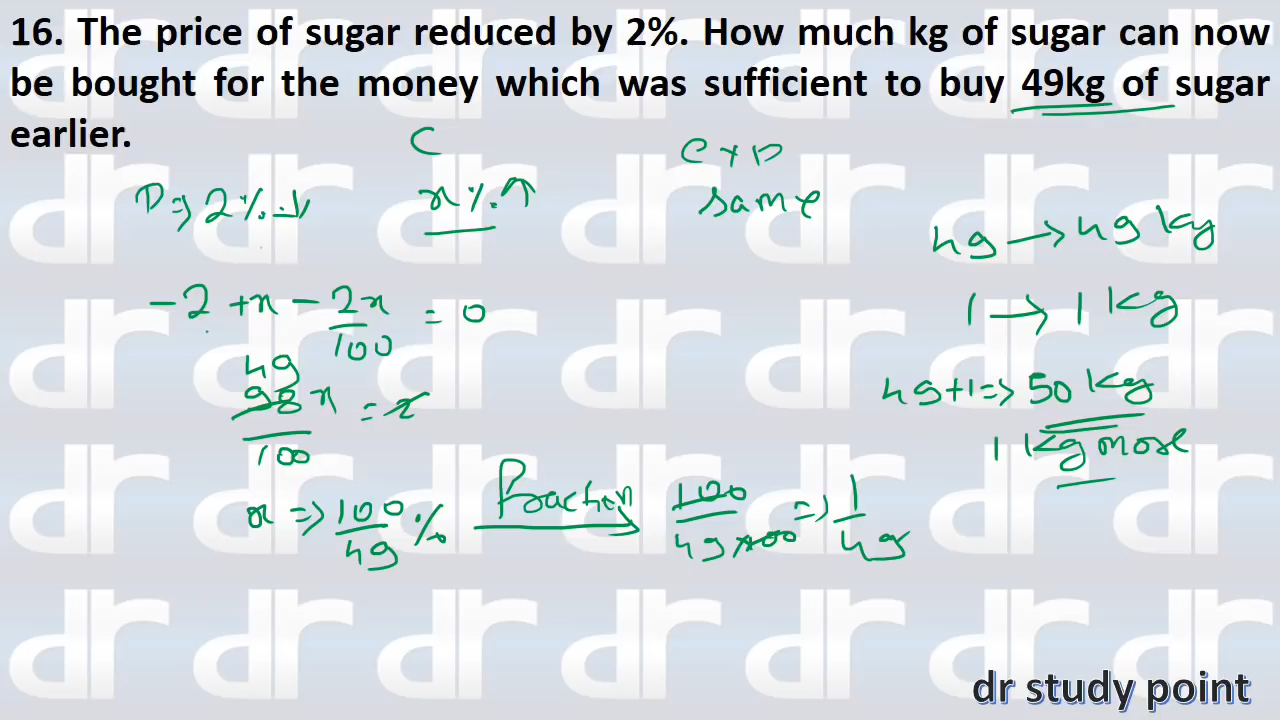 16. The price of sugar reduced by 2%. How much kg of sugar can now
be bought for the money which was sufficient to buy 49kg of sugar
earlier.
C
exp
P ⇒ 2% ↓
x% ↑
same
49 → 49 kg
-2 + x - 2x/100 = 0
1 → 1 kg
49
98x/100 = 2
49+1 ⇒ 50 kg
1 kg more
x ⇒ 100/49 %
Fraction
100/49×100 ⇒ 1/49
dr study point